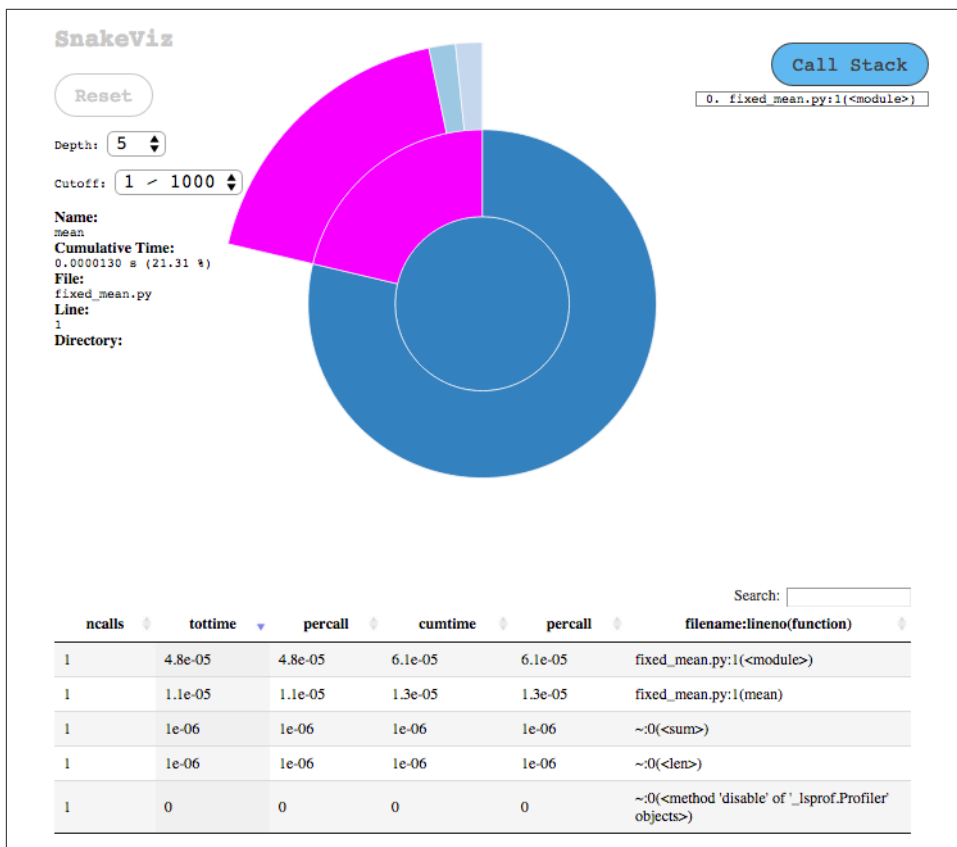 SnakeViz
Call Stack
Reset
0. fixed_mean.py:1(<module>)
Depth: 5
Cutoff: 1 / 1000
Name:
mean
Cumulative Time:
0.0000130 s (21.31 %)
File:
fixed_mean.py
Line:
1
Directory:
Search:
ncalls tottime percall cumtime percall filename:lineno(function)
1 4.8e-05 4.8e-05 6.1e-05 6.1e-05 fixed_mean.py:1(<module>)
1 1.1e-05 1.1e-05 1.3e-05 1.3e-05 fixed_mean.py:1(mean)
1 1e-06 1e-06 1e-06 1e-06 ~:0(<sum>)
1 1e-06 1e-06 1e-06 1e-06 ~:0(<len>)
1 0 0 0 0 ~:0(<method 'disable' of '_lsprof.Profiler'
objects>)